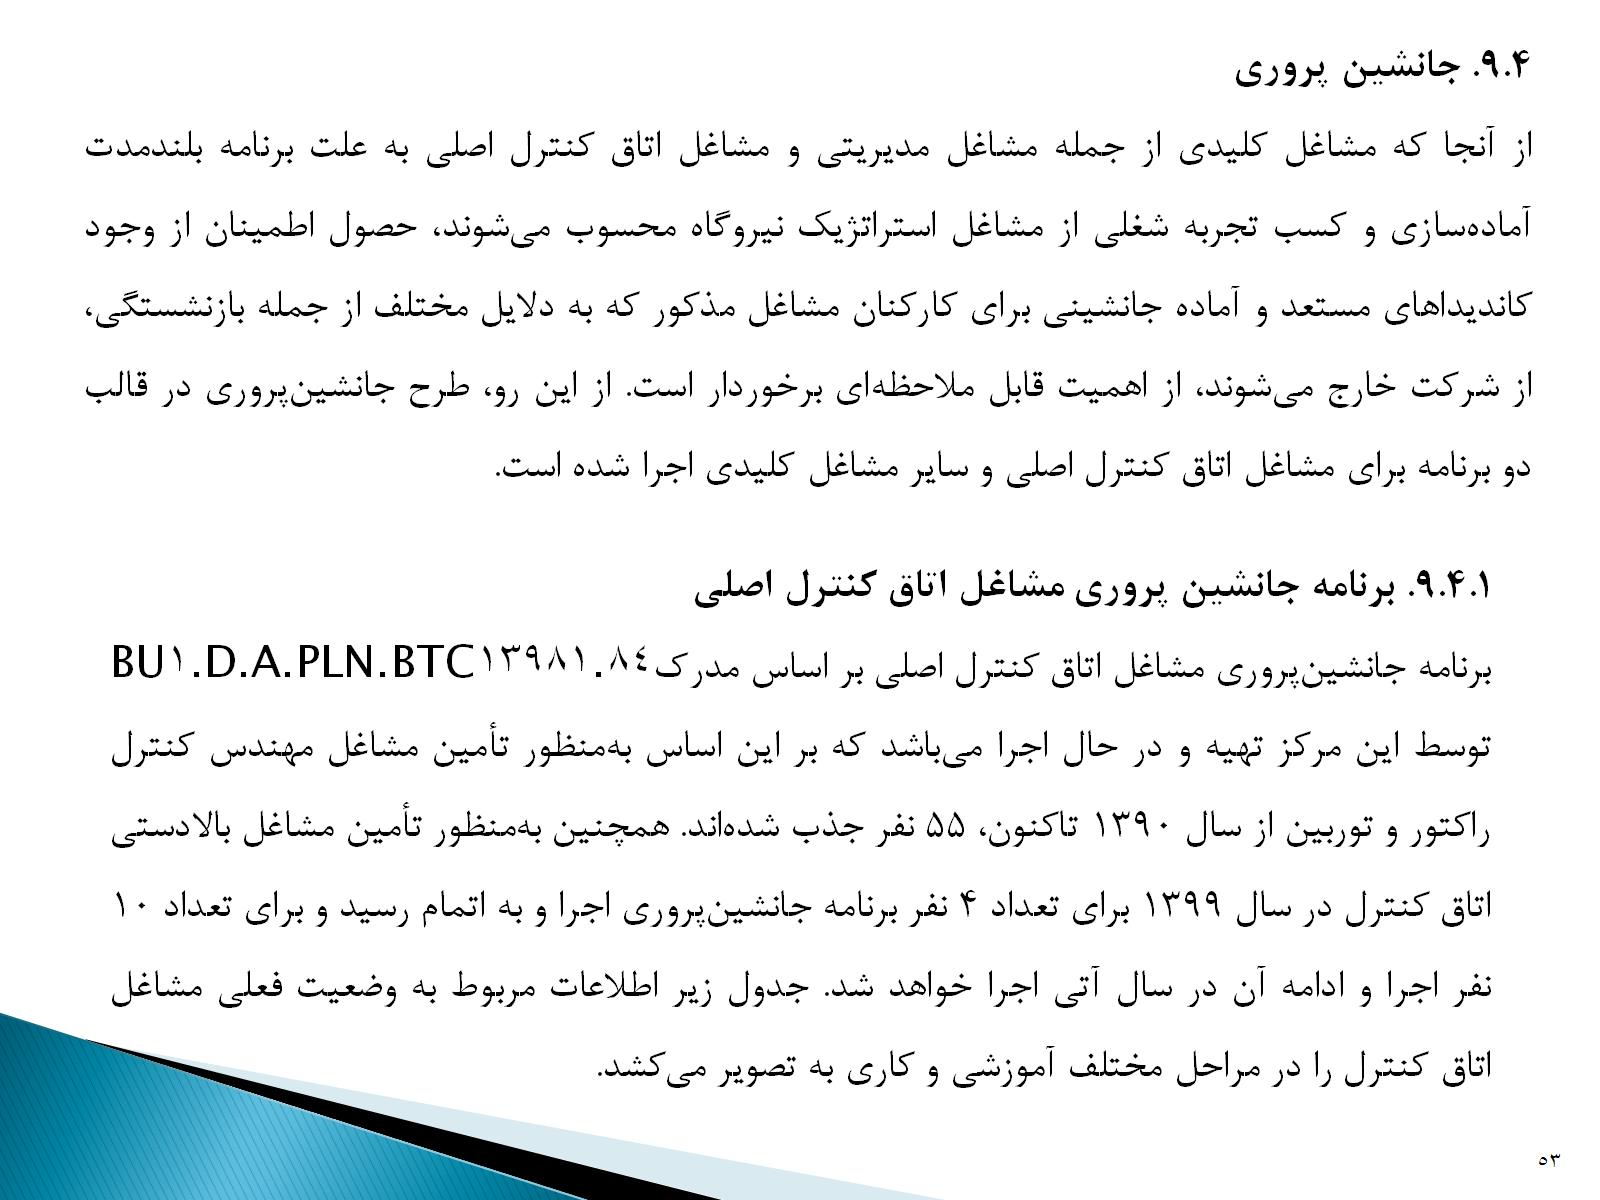 ۹.۴. جانشین پروری
از آنجا که مشاغل کلیدی از جمله مشاغل مدیریتی و مشاغل اتاق کنترل اصلی به علت برنامه بلندمدت
آماده‌سازی و کسب تجربه شغلی از مشاغل استراتژیک نیروگاه محسوب می‌شوند، حصول اطمینان از وجود
کاندیداهای مستعد و آماده جانشینی برای کارکنان مشاغل مذکور که به دلایل مختلف از جمله بازنشستگی،
از شرکت خارج می‌شوند، از اهمیت قابل ملاحظه‌ای برخوردار است. از این رو، طرح جانشین‌پروری در قالب
دو برنامه برای مشاغل اتاق کنترل اصلی و سایر مشاغل کلیدی اجرا شده است.
۹.۴.۱. برنامه جانشین پروری مشاغل اتاق کنترل اصلی
برنامه جانشین‌پروری مشاغل اتاق کنترل اصلی بر اساس مدرک BU۱.D.A.PLN.BTC۱۳۹۸۱.۸٤
توسط این مرکز تهیه و در حال اجرا می‌باشد که بر این اساس به‌منظور تأمین مشاغل مهندس کنترل
راکتور و توربین از سال ۱۳۹۰ تاکنون، ۵۵ نفر جذب شده‌اند. همچنین به‌منظور تأمین مشاغل بالادستی
اتاق کنترل در سال ۱۳۹۹ برای تعداد ۴ نفر برنامه جانشین‌پروری اجرا و به اتمام رسید و برای تعداد ۱۰
نفر اجرا و ادامه آن در سال آتی اجرا خواهد شد. جدول زیر اطلاعات مربوط به وضعیت فعلی مشاغل
اتاق کنترل را در مراحل مختلف آموزشی و کاری به تصویر می‌کشد.
۵۳